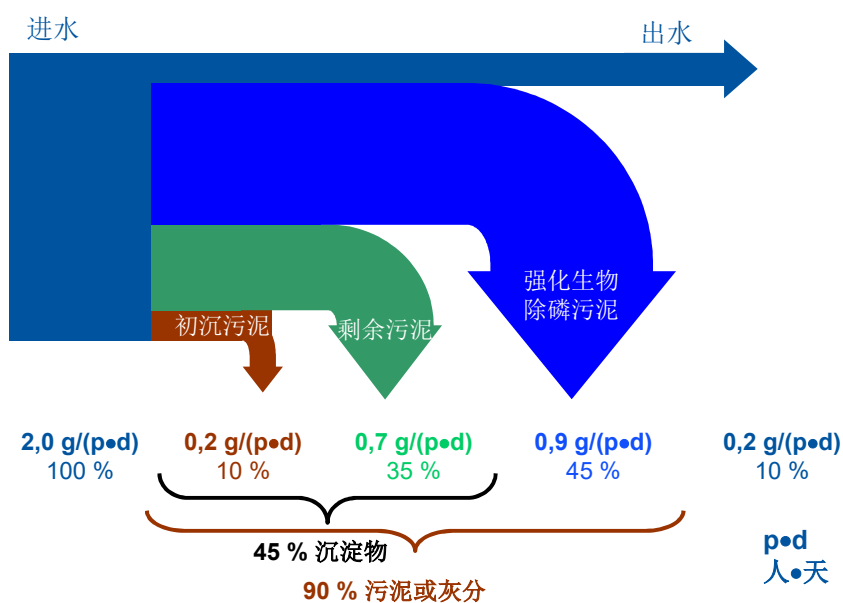 进水
出水
强化生物
除磷污泥
初沉污泥
剩余污泥
2,0 g/(p•d)
100 %
0,2 g/(p•d)
10 %
0,7 g/(p•d)
35 %
0,9 g/(p•d)
45 %
0,2 g/(p•d)
10 %
45 % 沉淀物
90 % 污泥或灰分
p•d
人•天